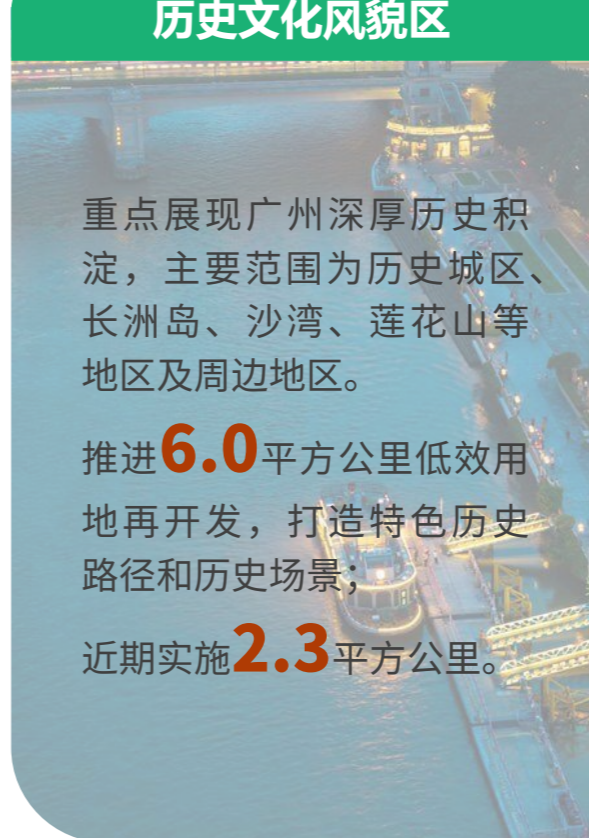 历史文化风貌区
重点展现广州深厚历史积
淀，主要范围为历史城区、
长洲岛、沙湾、莲花山等
地区及周边地区。
推进6.0平方公里低效用
地再开发，打造特色历史
路径和历史场景；
近期实施2.3平方公里。